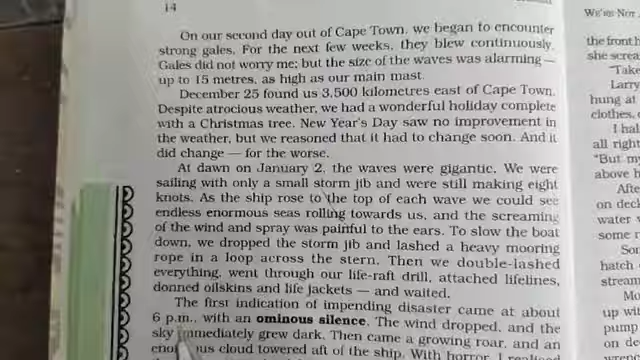 14
On our second day out of Cape Town, we began to encounter
strong gales. For the next few weeks, they blew continuously.
Gales did not worry me; but the size of the waves was alarming —
up to 15 metres, as high as our main mast.
December 25 found us 3,500 kilometres east of Cape Town.
Despite atrocious weather, we had a wonderful holiday complete
with a Christmas tree. New Year's Day saw no improvement in
the weather, but we reasoned that it had to change soon. And it
did change — for the worse.
At dawn on January 2, the waves were gigantic. We were
sailing with only a small storm jib and were still making eight
knots. As the ship rose to the top of each wave we could see
endless enormous seas rolling towards us, and the screaming
of the wind and spray was painful to the ears. To slow the boat
down, we dropped the storm jib and lashed a heavy mooring
rope in a loop across the stern. Then we double-lashed
everything, went through our life-raft drill, attached lifelines,
donned oilskins and life jackets — and waited.
The first indication of impending disaster came at about
6 p.m., with an ominous silence. The wind dropped, and the
sky immediately grew dark. Then came a growing roar, and an
cloud towered aft of the ship. With horror, I realised
We're Not
the front h
she screa
"Take
Larry
hung at
clothes,
I hal
all right
"But my
above h
Afte
on deck
water
some r
So
hatch
stream
Mo
up wit
pump
had